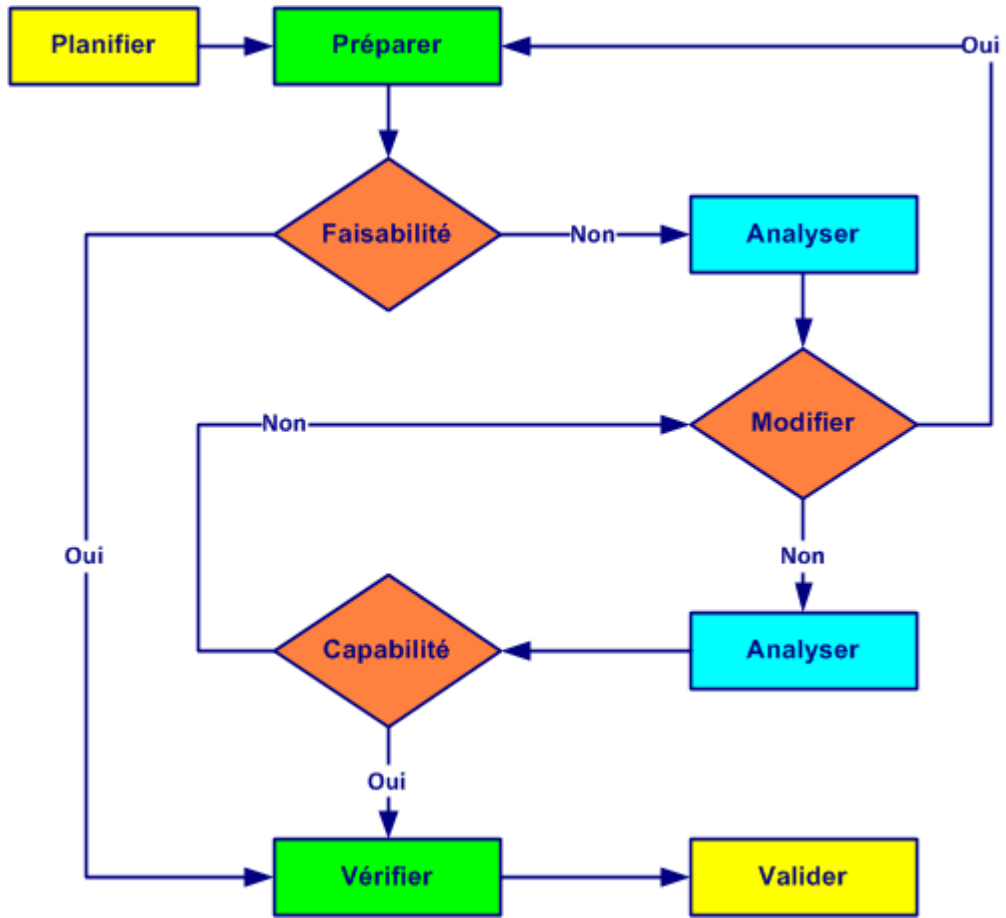 Planifier
Préparer
Oui
Faisabilité
Non
Analyser
Non
Modifier
Oui
Non
Capabilité
Analyser
Oui
Vérifier
Valider